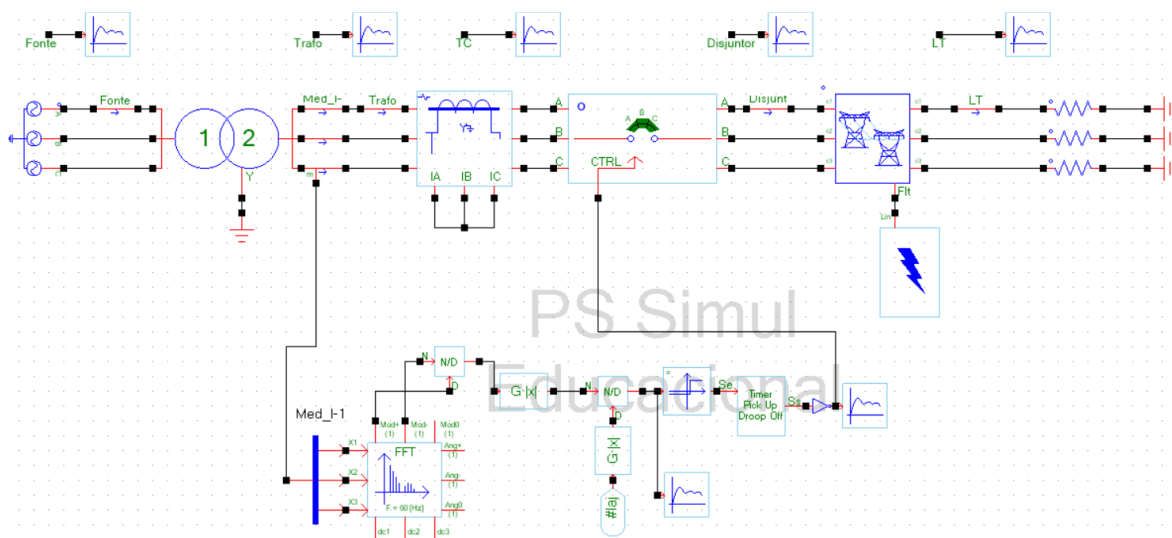 Fonte
Trafo
TC
Disjuntor
LT
Fonte
Med_I-
Trafo
A
A
Disjunt
LT
1 2
B
B
C
CTRL
C
Y
m
IA IB IC
Flt
Lin
PS Simul
Educacional
N
N/D
D
G·|x|
N
N/D
D
Se
Timer
Pick Up
Droop Off
Ss
Med_I-1
Mod+
(1)
Mod-
(1)
Mod0
(1)
X1
FFT
Ang+
(1)
G·|x|
X2
Ang-
(1)
X3
F = 60 [Hz]
Ang0
(1)
#Iaj
dc1 dc2 dc3